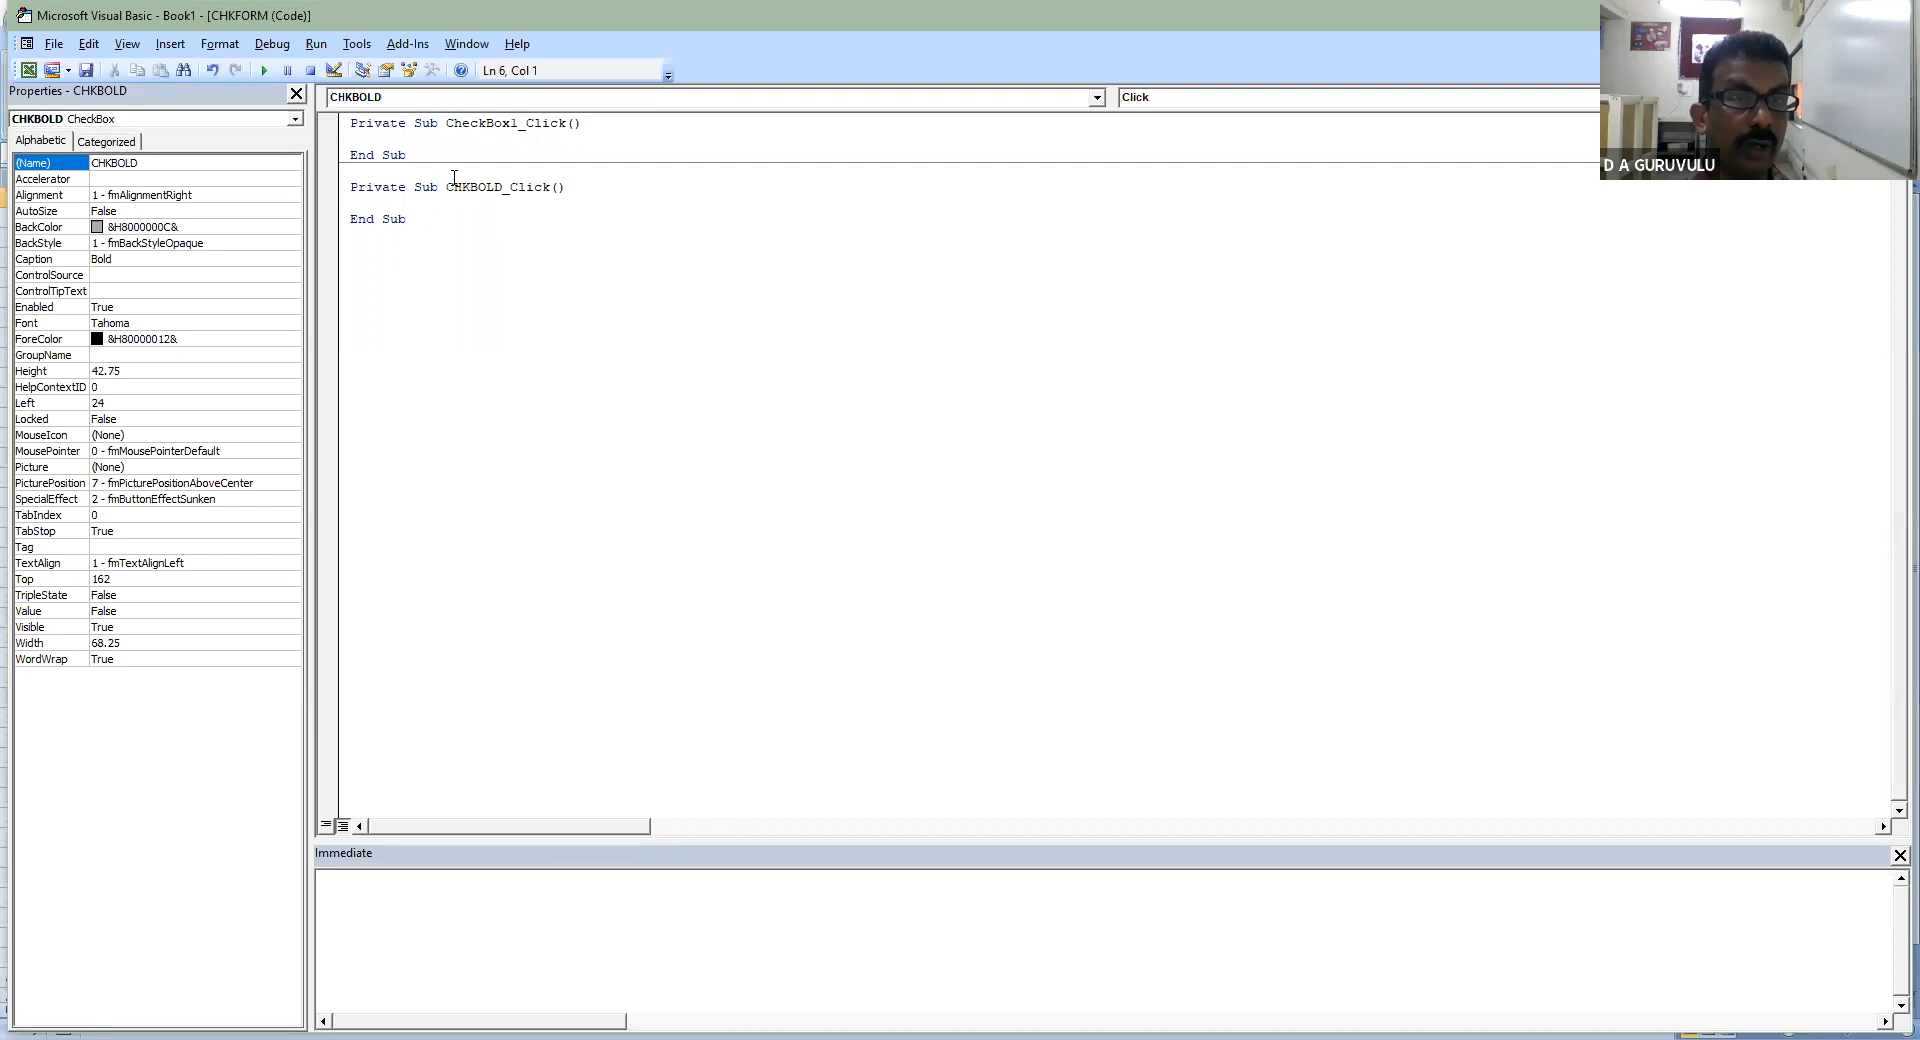 Microsoft Visual Basic - Book1 - [CHKFORM (Code)]
File Edit View Insert Format Debug Run Tools Add-Ins Window Help
Ln 6, Col 1
Properties - CHKBOLD
CHKBOLD CheckBox
Alphabetic Categorized
(Name) CHKBOLD
Accelerator
Alignment 1 - fmAlignmentRight
AutoSize False
BackColor &H8000000C&
BackStyle 1 - fmBackStyleOpaque
Caption Bold
ControlSource
ControlTipText
Enabled True
Font Tahoma
ForeColor &H80000012&
GroupName
Height 42.75
HelpContextID 0
Left 24
Locked False
MouseIcon (None)
MousePointer 0 - fmMousePointerDefault
Picture (None)
PicturePosition 7 - fmPicturePositionAboveCenter
SpecialEffect 2 - fmButtonEffectSunken
TabIndex 0
TabStop True
Tag
TextAlign 1 - fmTextAlignLeft
Top 162
TripleState False
Value False
Visible True
Width 68.25
WordWrap True
CHKBOLD Click
Private Sub CheckBox1_Click()
End Sub
Private Sub CHKBOLD_Click()
End Sub
Immediate
D A GURUVULU